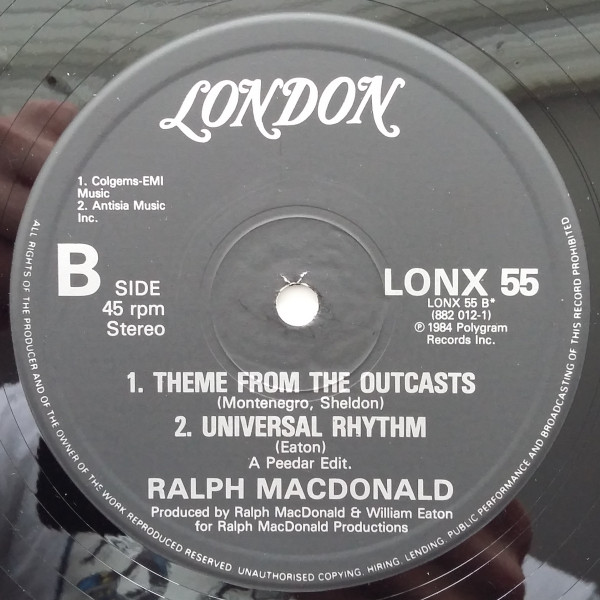 LONDON
1. Colgems-EMI
Music
2. Antisia Music
Inc.
B SIDE
45 rpm
Stereo
LONX 55
LONX 55 B*
(882 012-1)
℗ 1984 Polygram
Records Inc.
1. THEME FROM THE OUTCASTS
(Montenegro, Sheldon)
2. UNIVERSAL RHYTHM
(Eaton)
A Peedar Edit.
RALPH MACDONALD
Produced by Ralph MacDonald & William Eaton
for Ralph MacDonald Productions
ALL RIGHTS OF THE PRODUCER AND OF THE OWNER OF THE WORK REPRODUCED RESERVED. UNAUTHORISED COPYING, HIRING, LENDING, PUBLIC PERFORMANCE AND BROADCASTING OF THIS RECORD PROHIBITED